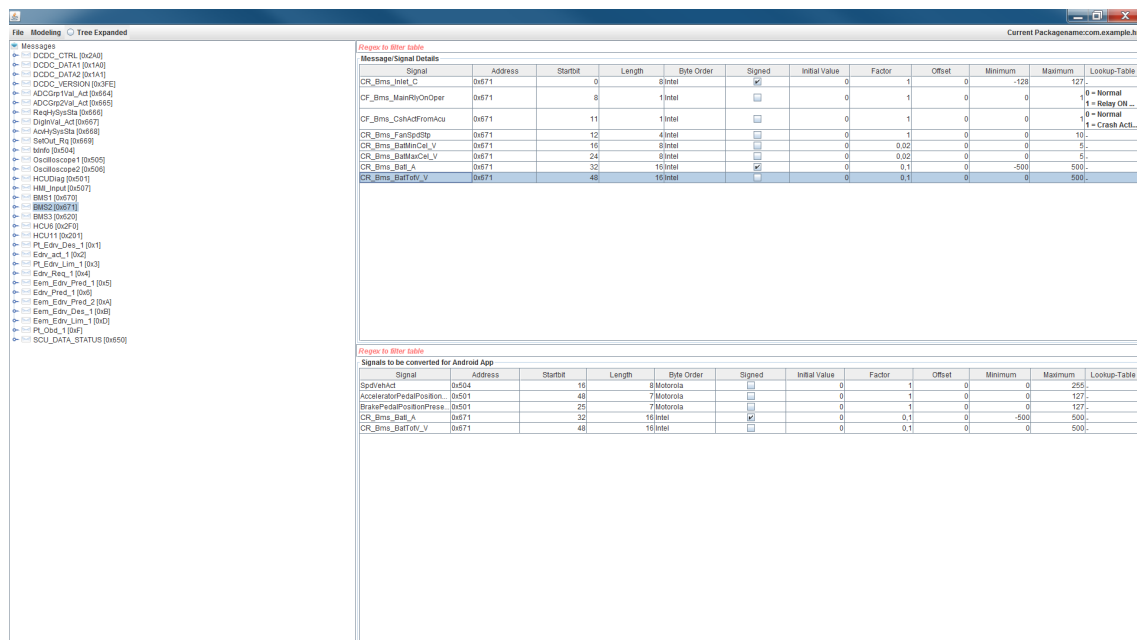 File Modeling Tree Expanded Current Packagename:com.example.h
Messages
DCDC_CTRL [0x2A0]
DCDC_DATA1 [0x1A0]
DCDC_DATA2 [0x1A1]
DCDC_VERSION [0x3FE]
ADCGrp1Val_Act [0x664]
ADCGrp2Val_Act [0x665]
ReqHySysSta [0x666]
DigInVal_Act [0x667]
AcvHySysSta [0x668]
SetOut_Rq [0x669]
txInfo [0x504]
Oscilloscope1 [0x505]
Oscilloscope2 [0x506]
HCUDiag [0x501]
HMI_Input [0x507]
BMS1 [0x670]
BMS2 [0x671]
BMS3 [0x620]
HCU6 [0x2F0]
HCU11 [0x201]
Pt_Edrv_Des_1 [0x1]
Edrv_act_1 [0x2]
Pt_Edrv_Lim_1 [0x3]
Edrv_Req_1 [0x4]
Eem_Edrv_Pred_1 [0x5]
Edrv_Pred_1 [0x6]
Eem_Edrv_Pred_2 [0xA]
Eem_Edrv_Des_1 [0xB]
Eem_Edrv_Lim_1 [0xD]
Pt_Obd_1 [0xF]
SCU_DATA_STATUS [0x650]
Regex to filter table
Message/Signal Details
Signal Address Startbit Length Byte Order Signed Initial Value Factor Offset Minimum Maximum Lookup-Table
CR_Bms_Inlet_C 0x671 0 8 Intel 0 1 0 -128 127 -
CF_Bms_MainRlyOnOper 0x671 8 1 Intel 0 1 0 0 1 0 = Normal
1 = Relay ON ...
CF_Bms_CshActFromAcu 0x671 11 1 Intel 0 1 0 0 1 0 = Normal
1 = Crash Acti...
CR_Bms_FanSpdStp 0x671 12 4 Intel 0 1 0 0 10 -
CR_Bms_BatMinCel_V 0x671 16 8 Intel 0 0,02 0 0 5 -
CR_Bms_BatMaxCel_V 0x671 24 8 Intel 0 0,02 0 0 5 -
CR_Bms_BatI_A 0x671 32 16 Intel 0 0,1 0 -500 500 -
CR_Bms_BatTotV_V 0x671 48 16 Intel 0 0,1 0 0 500 -
Regex to filter table
Signals to be converted for Android App
Signal Address Startbit Length Byte Order Signed Initial Value Factor Offset Minimum Maximum Lookup-Table
SpdVehAct 0x504 16 8 Motorola 0 1 0 0 255 -
AcceleratorPedalPosition... 0x501 48 7 Motorola 0 1 0 0 127 -
BrakePedalPositionPrese... 0x501 25 7 Motorola 0 1 0 0 127 -
CR_Bms_BatI_A 0x671 32 16 Intel 0 0,1 0 -500 500 -
CR_Bms_BatTotV_V 0x671 48 16 Intel 0 0,1 0 0 500 -